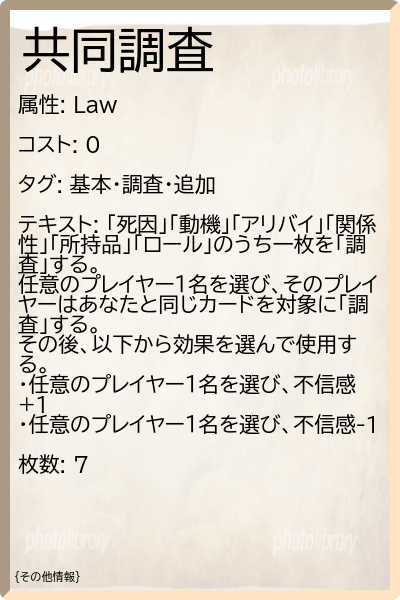 共同調査
photolibrary
photolibrary
属性: Law
コスト: 0
タグ: 基本・調査・追加
テキスト: 「死因」「動機」「アリバイ」「関係
性」「所持品」「ロール」のうち一枚を「調
査」する。
任意のプレイヤー1名を選び、そのプレイ
ヤーはあなたと同じカードを対象に「調
査」する。
その後、以下から効果を選んで使用す
る。
・任意のプレイヤー1名を選び、不信感
+1
・任意のプレイヤー1名を選び、不信感-1
枚数: 7
photolibrary
photolibrary
{その他情報}